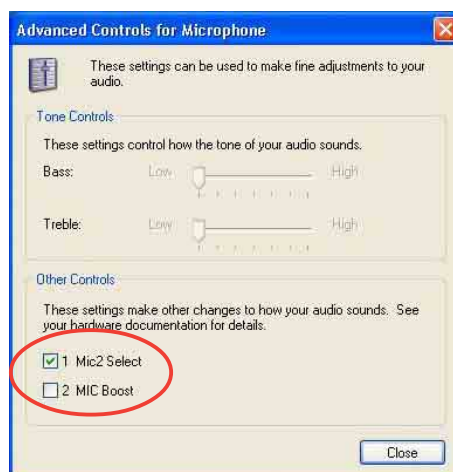 Advanced Controls for Microphone
These settings can be used to make fine adjustments to your
audio.
Tone Controls
These settings control how the tone of your audio sounds.
Bass: Low High
Treble: Low High
Other Controls
These settings make other changes to how your audio sounds. See
your hardware documentation for details.
1 Mic2 Select
2 MIC Boost
Close